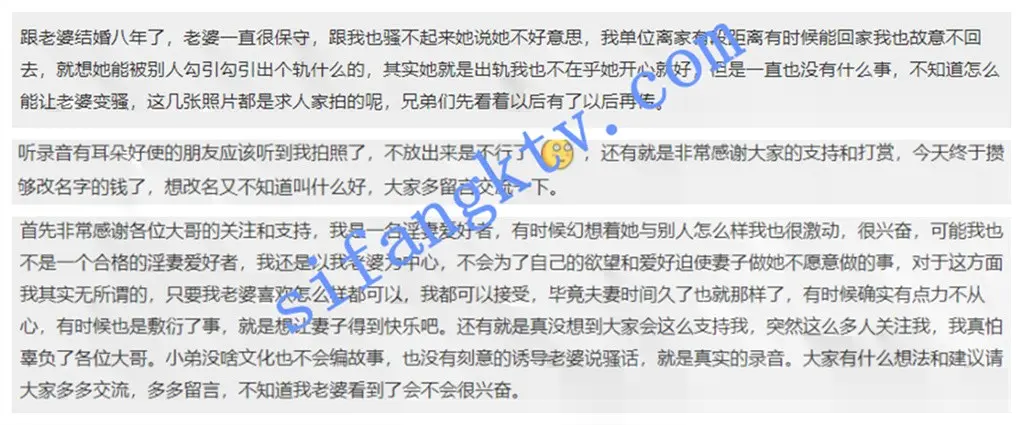 跟老婆结婚八年了，老婆一直很保守，跟我也骚不起来她说她不好意思，我单位离家有段距离有时候能回家我也故意不回
去，就想她能被别人勾引勾引出个轨什么的，其实她就是出轨我也不在乎她开心就好，但是一直也没有什么事，不知道怎么
能让老婆变骚，这几张照片都是求人家拍的呢，兄弟们先看着以后有了以后再传。
听录音有耳朵好使的朋友应该听到我拍照了，不放出来是不行了，还有就是非常感谢大家的支持和打赏，今天终于攒
够改名字的钱了，想改名又不知道叫什么好，大家多留言交流一下。
首先非常感谢各位大哥的关注和支持，我是一名淫妻爱好者，有时候幻想着她与别人怎么样我也很激动，很兴奋，可能我也
不是一个合格的淫妻爱好者，我还是以我老婆为中心，不会为了自己的欲望和爱好迫使妻子做她不愿意做的事，对于这方面
我其实无所谓的，只要我老婆喜欢怎么样都可以，我都可以接受，毕竟夫妻时间久了也就那样了，有时候确实有点力不从
心，有时候也是敷衍了事，就是想让妻子得到快乐吧。还有就是真没想到大家会这么支持我，突然这么多人关注我，我真怕
辜负了各位大哥。小弟没啥文化也不会编故事，也没有刻意的诱导老婆说骚话，就是真实的录音。大家有什么想法和建议请
大家多多交流，多多留言，不知道我老婆看到了会不会很兴奋。
sifangktv.com